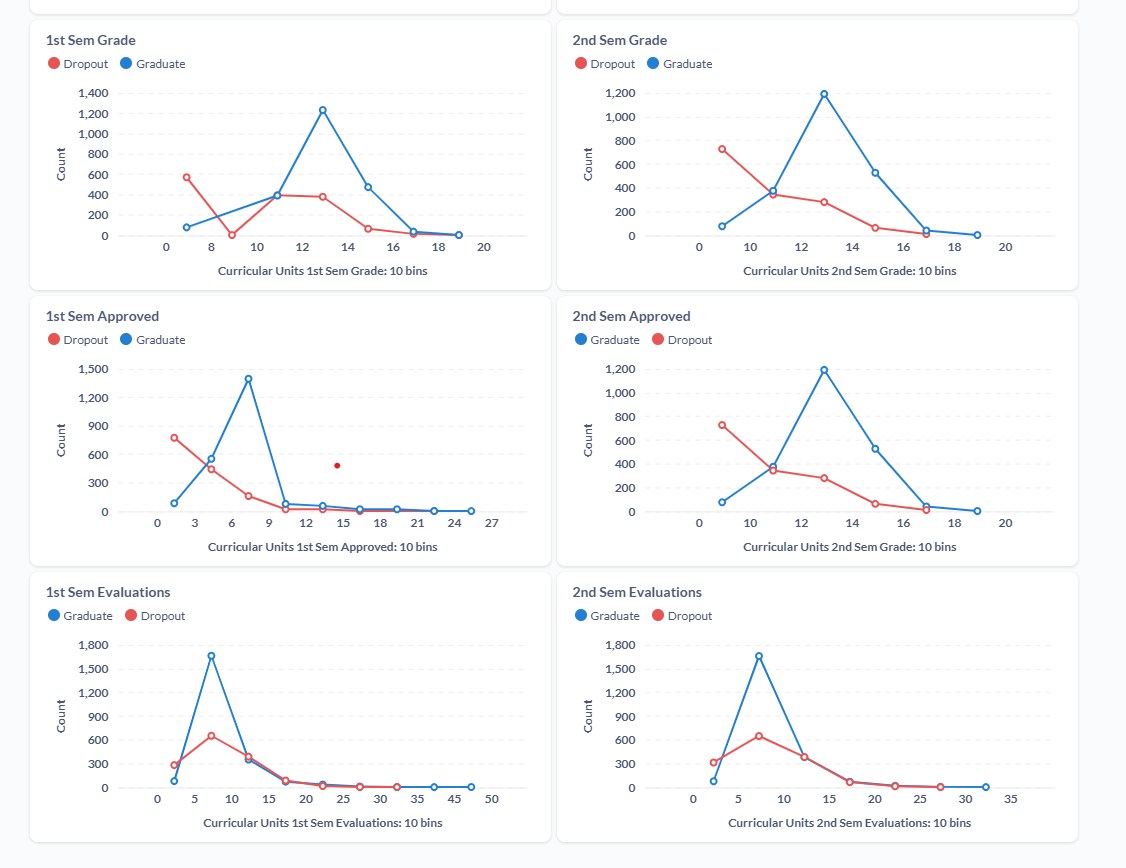 1st Sem Grade
Dropout Graduate
1,400
1,200
1,000
800
600
400
200
0
Count
0 8 10 12 14 16 18 20
Curricular Units 1st Sem Grade: 10 bins
2nd Sem Grade
Dropout Graduate
1,200
1,000
800
600
400
200
0
Count
0 10 12 14 16 18 20
Curricular Units 2nd Sem Grade: 10 bins
1st Sem Approved
Dropout Graduate
1,500
1,200
900
600
300
0
Count
0 3 6 9 12 15 18 21 24 27
Curricular Units 1st Sem Approved: 10 bins
2nd Sem Approved
Graduate Dropout
1,200
1,000
800
600
400
200
0
Count
0 10 12 14 16 18 20
Curricular Units 2nd Sem Grade: 10 bins
1st Sem Evaluations
Graduate Dropout
1,800
1,500
1,200
900
600
300
0
Count
0 5 10 15 20 25 30 35 45 50
Curricular Units 1st Sem Evaluations: 10 bins
2nd Sem Evaluations
Graduate Dropout
1,800
1,500
1,200
900
600
300
0
Count
0 5 10 15 20 25 30 35
Curricular Units 2nd Sem Evaluations: 10 bins